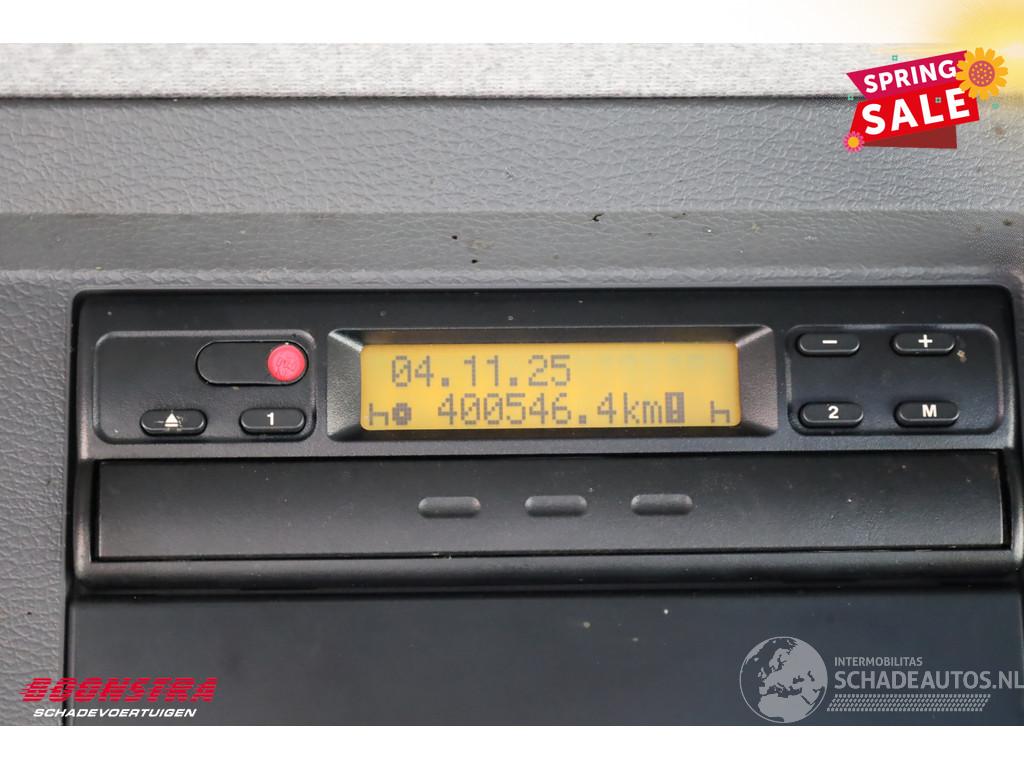 SPRING
SALE
04.11.25
h 400546.4km h
1
− +
2 M
BOONSTRA
SCHADEVOERTUIGEN
INTERMOBILITAS
SCHADEAUTOS.NL